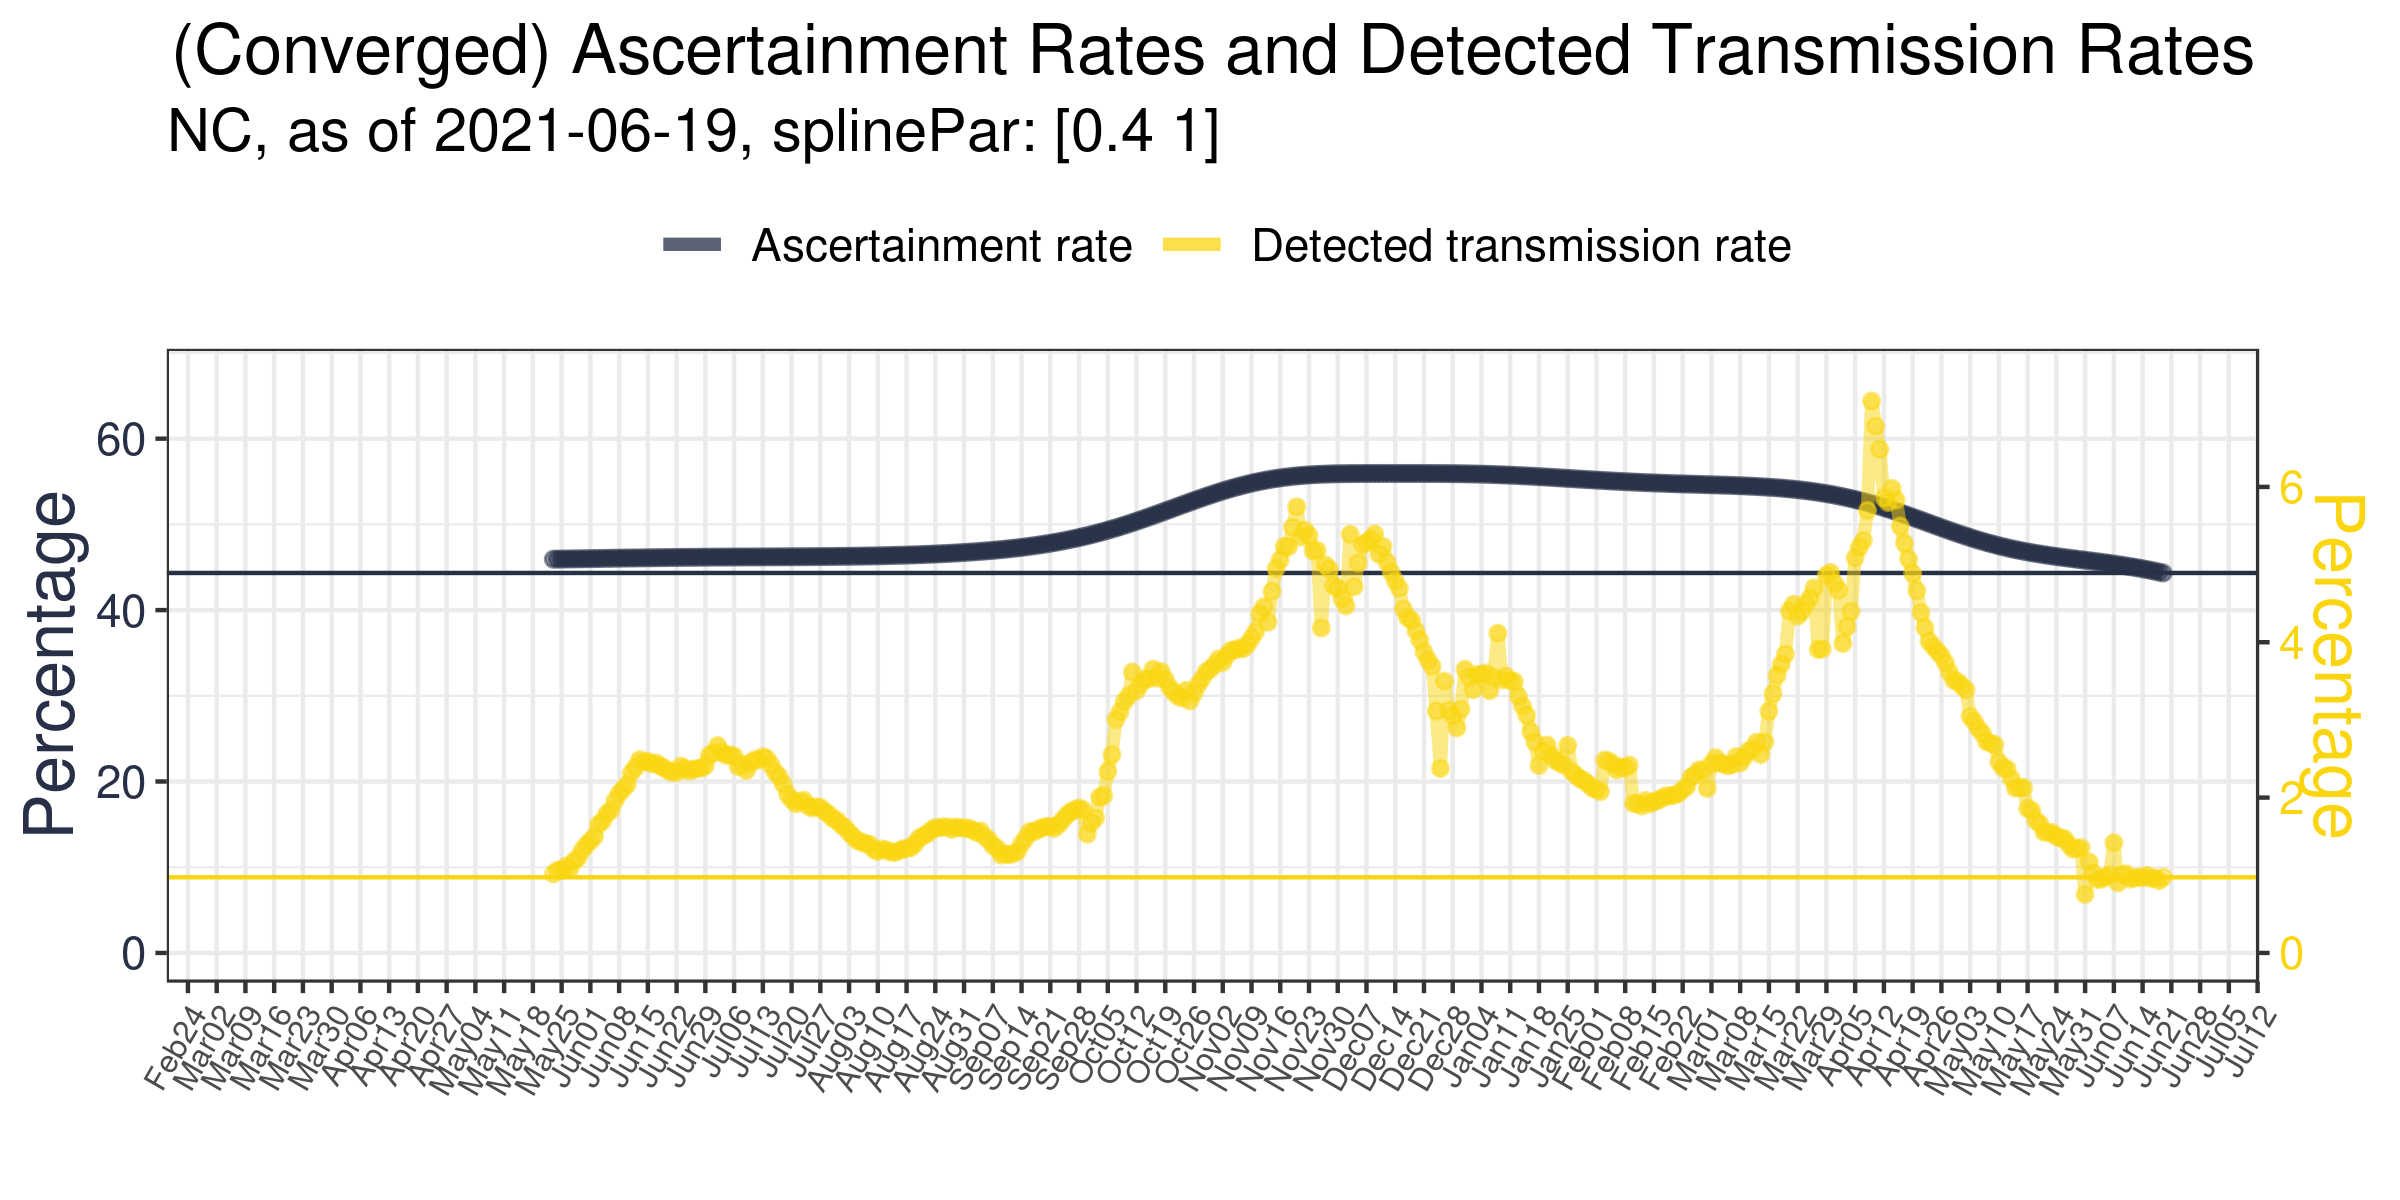 (Converged) Ascertainment Rates and Detected Transmission Rates
NC, as of 2021-06-19, splinePar: [0.4 1]
Ascertainment rate
Detected transmission rate
Percentage
60
40
20
0
6
4
2
0
Percentage
Feb24
Mar02
Mar09
Mar16
Mar23
Mar30
Apr06
Apr13
Apr20
Apr27
May04
May11
May18
May25
Jun01
Jun08
Jun15
Jun22
Jun29
Jul06
Jul13
Jul20
Jul27
Aug03
Aug10
Aug17
Aug24
Aug31
Sep07
Sep14
Sep21
Sep28
Oct05
Oct12
Oct19
Oct26
Nov02
Nov09
Nov16
Nov23
Nov30
Dec07
Dec14
Dec21
Dec28
Jan04
Jan11
Jan18
Jan25
Feb01
Feb08
Feb15
Feb22
Mar01
Mar08
Mar15
Mar22
Mar29
Apr05
Apr12
Apr19
Apr26
May03
May10
May17
May24
May31
Jun07
Jun14
Jun21
Jun28
Jul05
Jul12